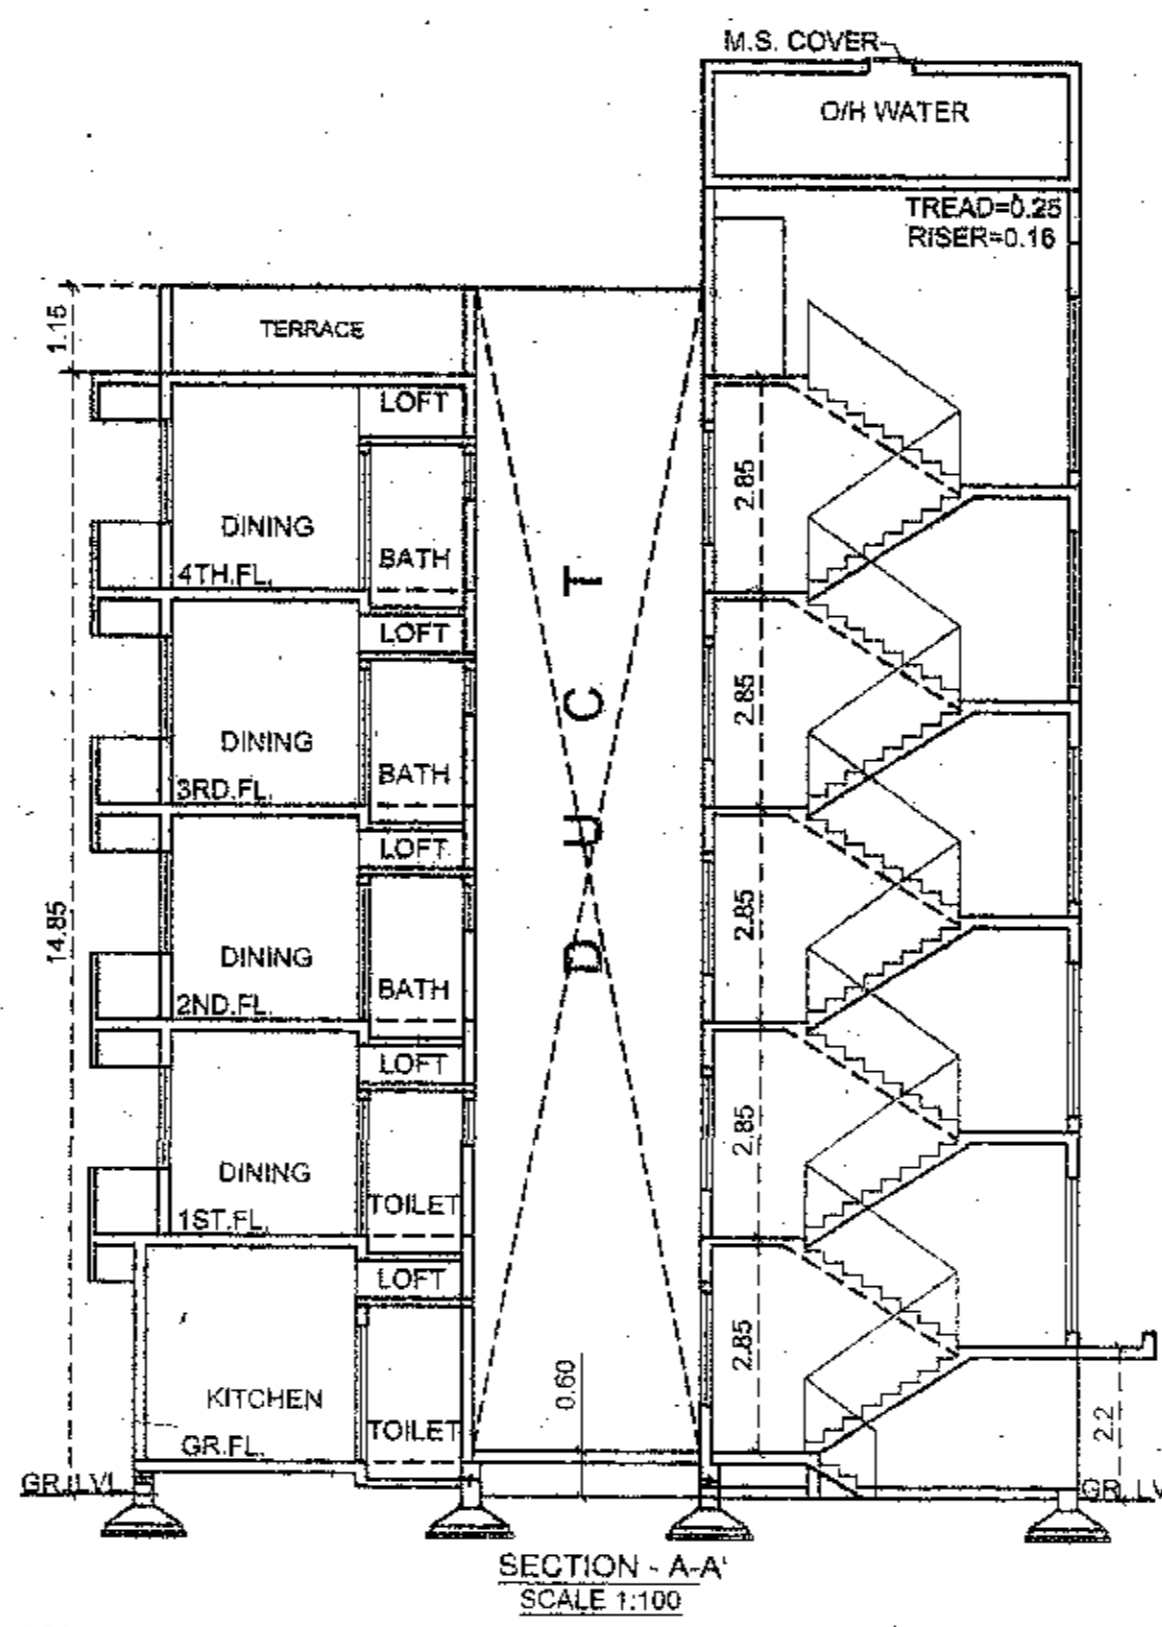 M.S. COVER
O/H WATER
TREAD=0.25
RISER=0.16
1.15
TERRACE
LOFT
2.85
DINING
BATH
4TH.FL.
LOFT
2.85
DINING
BATH
3RD.FL.
LOFT
14.85
2.85
DINING
BATH
2ND.FL.
LOFT
2.85
DINING
TOILET
1ST.FL.
LOFT
2.85
KITCHEN
TOILET
GR.FL.
0.60
2.2
DUCT
GR.LVL
GR.LV
SECTION - A-A'
SCALE 1:100